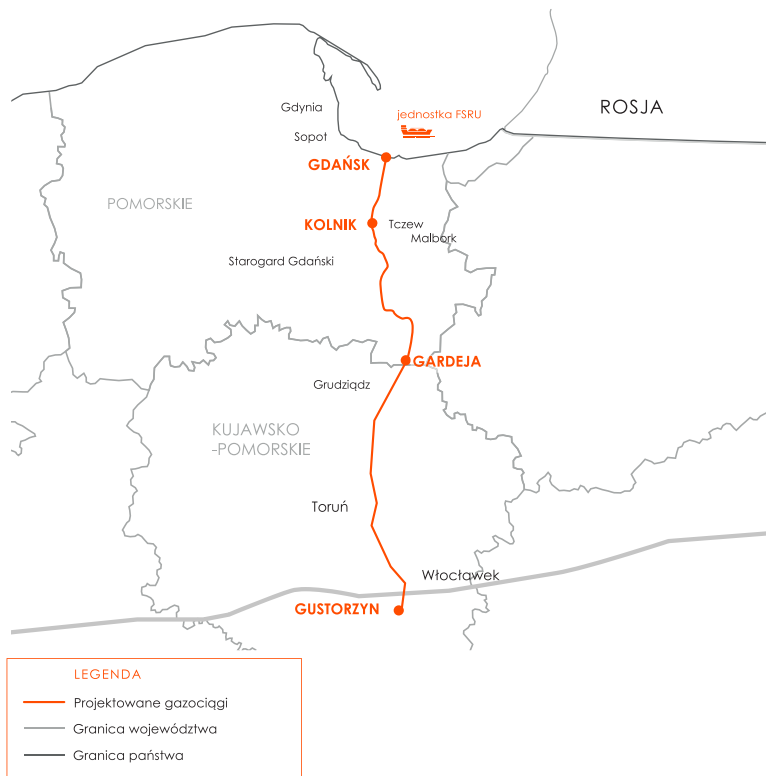 jednostka FSRU
ROSJA
Gdynia
Sopot
GDAŃSK
POMORSKIE
KOLNIK
Tczew
Malbork
Starogard Gdański
GARDEJA
Grudziądz
KUJAWSKO
-POMORSKIE
Toruń
Włocławek
GUSTORZYN
LEGENDA
Projektowane gazociągi
Granica województwa
Granica państwa